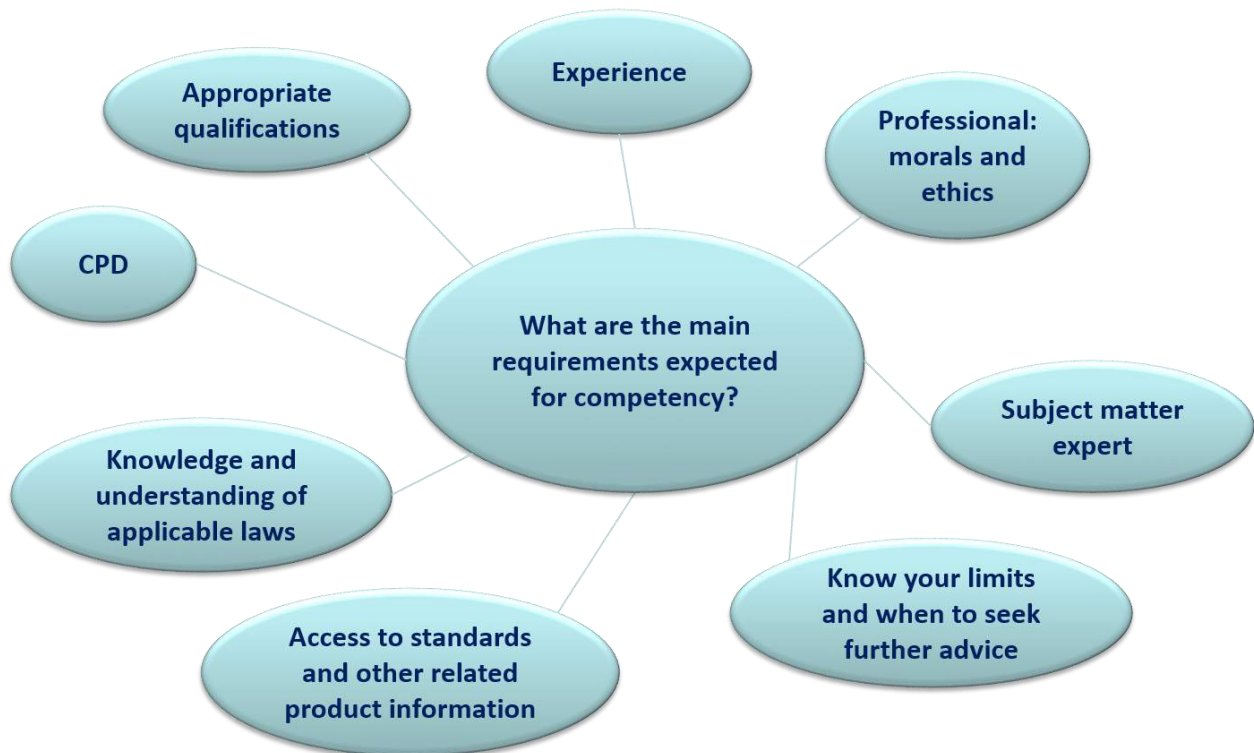 Experience
Appropriate
qualifications
Professional:
morals and
ethics
CPD
What are the main
requirements expected
for competency?
Subject matter
expert
Knowledge and
understanding of
applicable laws
Know your limits
and when to seek
further advice
Access to standards
and other related
product information